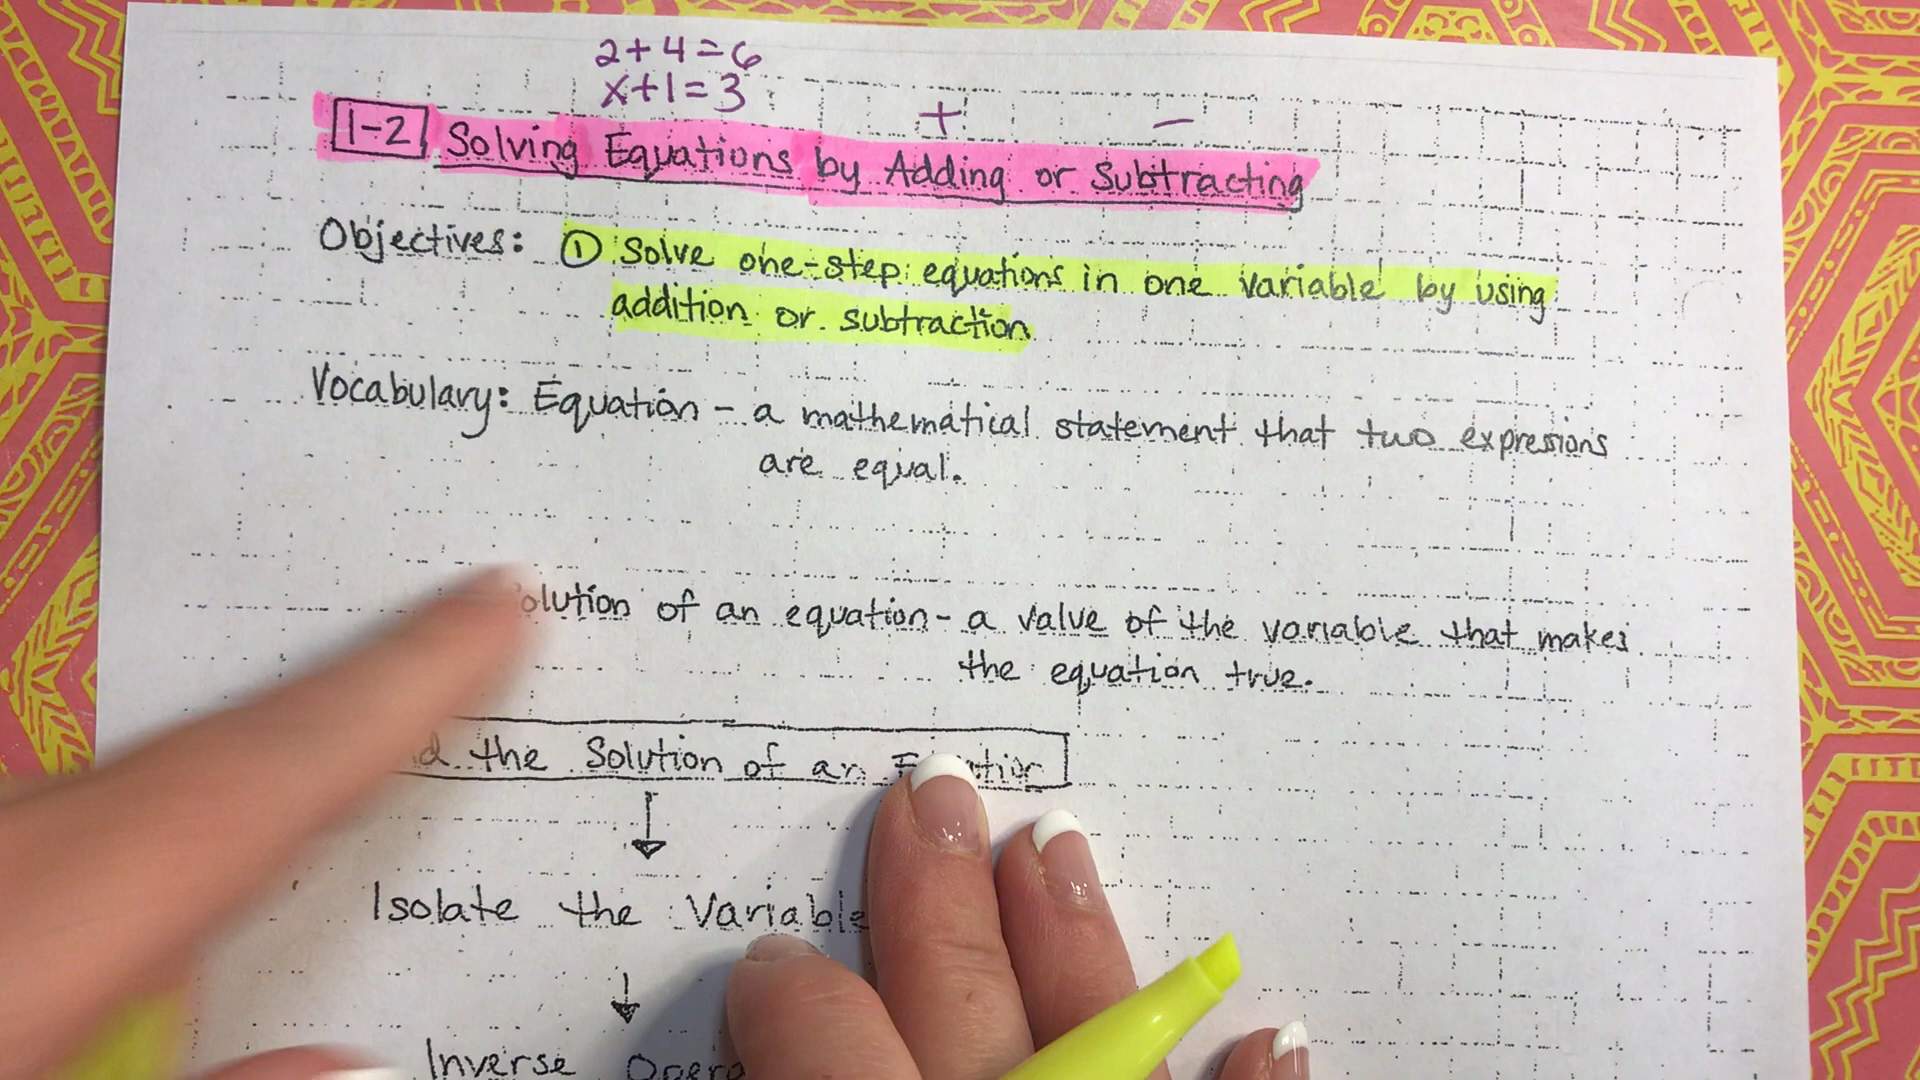 2+4=6
x+1=3
+ −
1-2 Solving Equations by Adding or Subtracting
Objectives: ① Solve one-step equations in one variable by using
addition or subtraction
Vocabulary: Equation - a mathematical statement that two expressions
are equal.
olution of an equation - a value of the variable that makes
the equation true.
the Solution of an
Isolate the Variable
Inverse